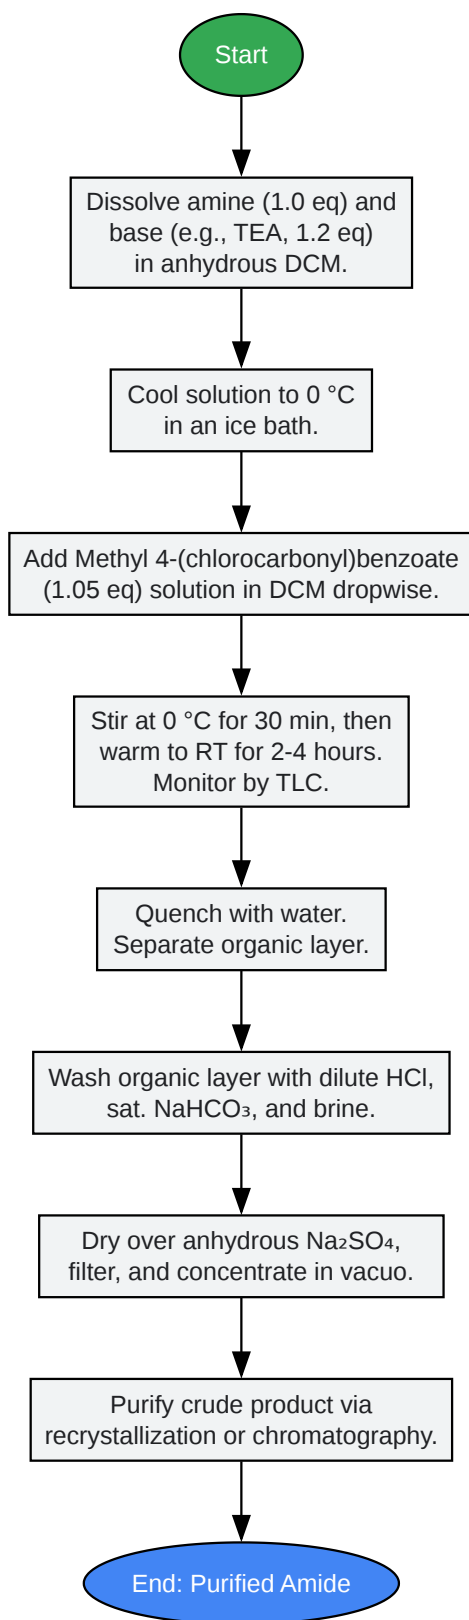 Start
Dissolve amine (1.0 eq) and
base (e.g., TEA, 1.2 eq)
in anhydrous DCM.
Cool solution to 0 °C
in an ice bath.
Add Methyl 4-(chlorocarbonyl)benzoate
(1.05 eq) solution in DCM dropwise.
Stir at 0 °C for 30 min, then
warm to RT for 2-4 hours.
Monitor by TLC.
Quench with water.
Separate organic layer.
Wash organic layer with dilute HCl,
sat. NaHCO₃, and brine.
Dry over anhydrous Na₂SO₄,
filter, and concentrate in vacuo.
Purify crude product via
recrystallization or chromatography.
End: Purified Amide